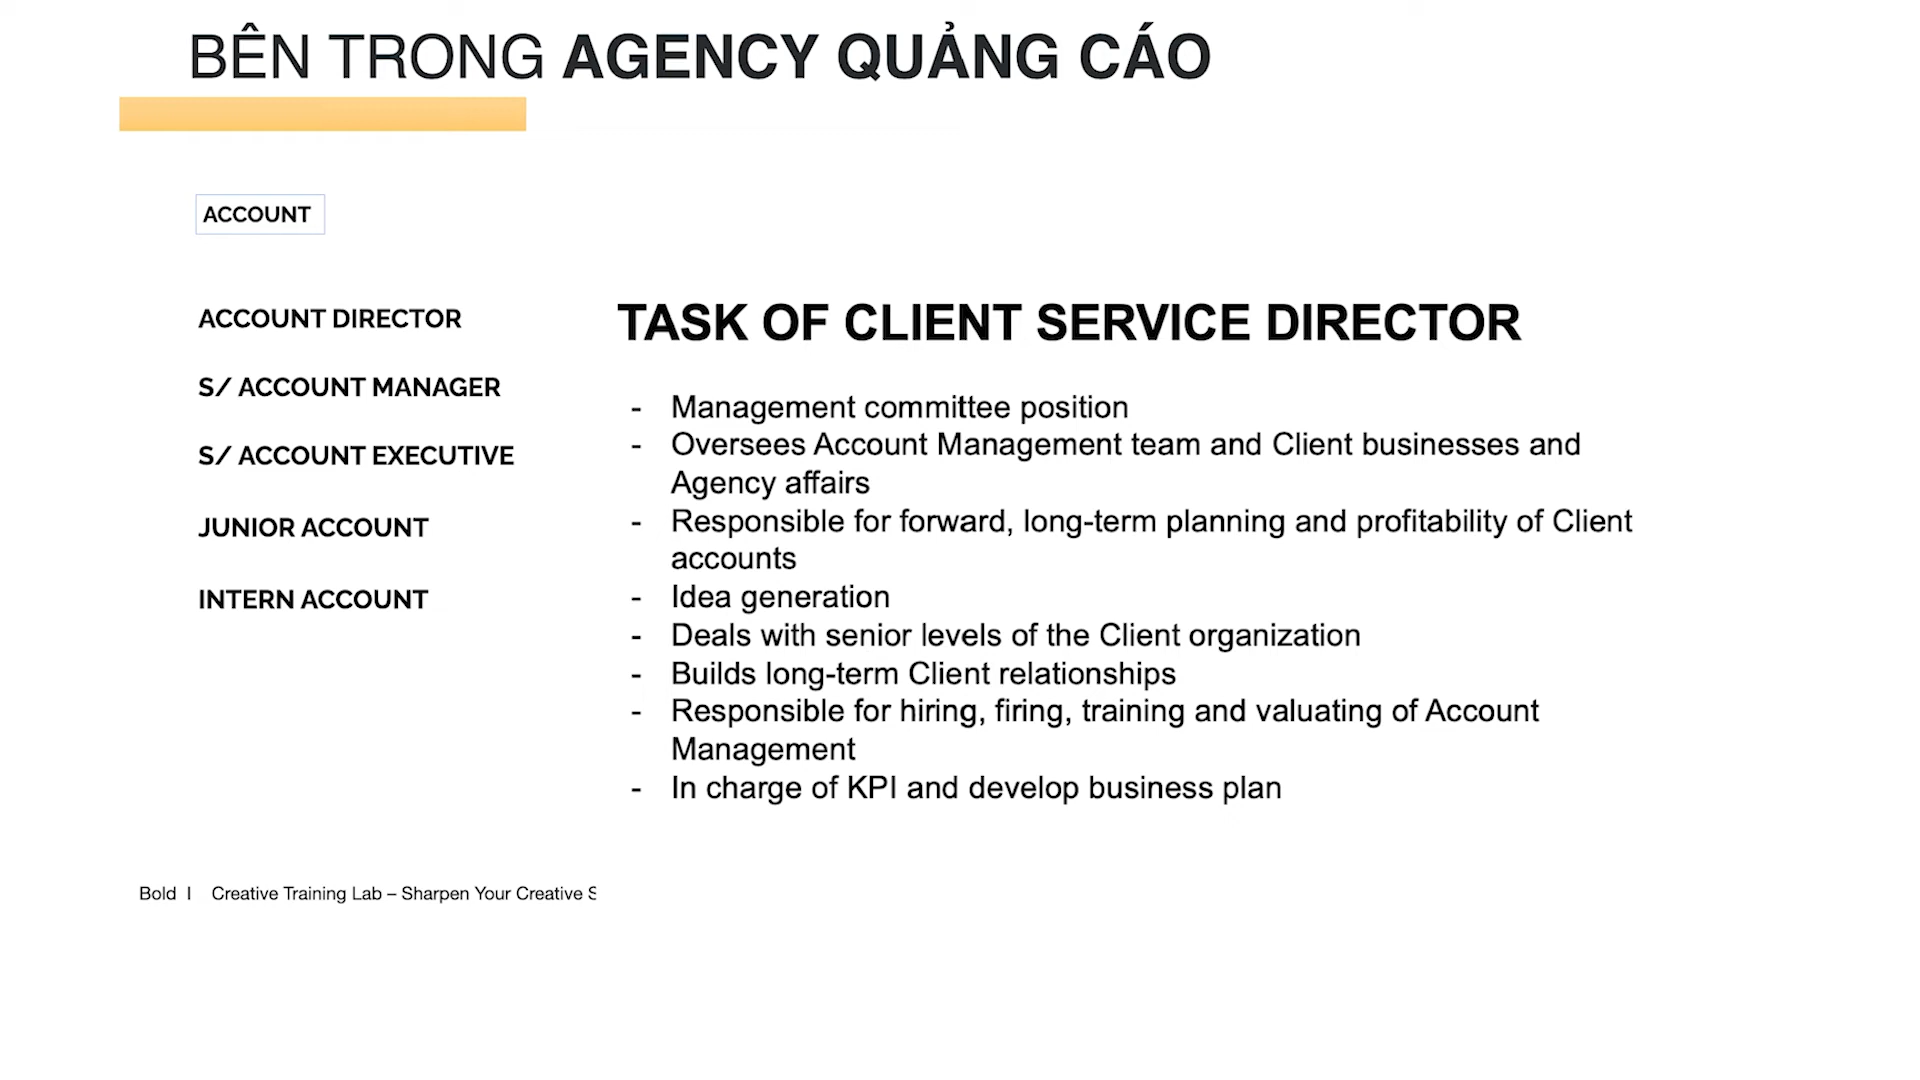 BÊN TRONG AGENCY QUẢNG CÁO
ACCOUNT
ACCOUNT DIRECTOR
S/ ACCOUNT MANAGER
S/ ACCOUNT EXECUTIVE
JUNIOR ACCOUNT
INTERN ACCOUNT
TASK OF CLIENT SERVICE DIRECTOR
- Management committee position
- Oversees Account Management team and Client businesses and
Agency affairs
- Responsible for forward, long-term planning and profitability of Client
accounts
- Idea generation
- Deals with senior levels of the Client organization
- Builds long-term Client relationships
- Responsible for hiring, firing, training and valuating of Account
Management
- In charge of KPI and develop business plan
Bold I Creative Training Lab – Sharpen Your Creative